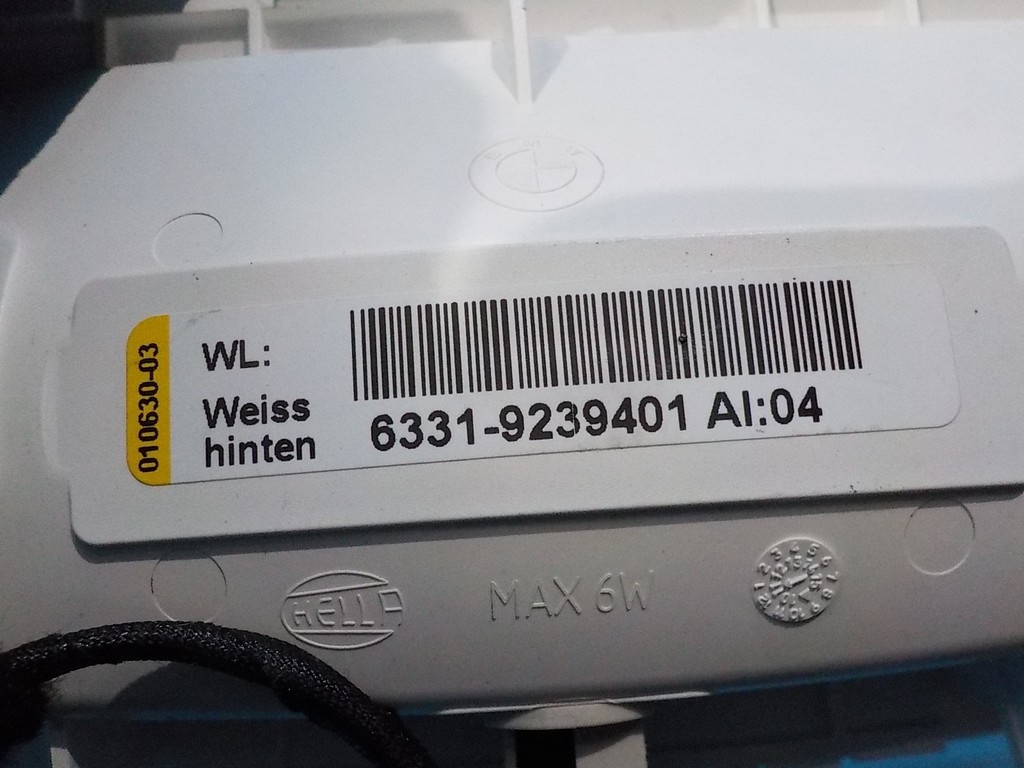 010630-03
WL:
Weiss
hinten
6331-9239401 AI:04
HELLA
MAX 6W